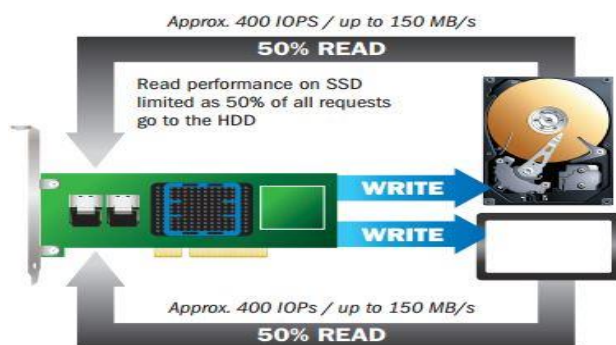 Approx. 400 IOPS / up to 150 MB/s
50% READ
Read performance on SSD
limited as 50% of all requests
go to the HDD
WRITE
WRITE
Approx. 400 IOPs / up to 150 MB/s
50% READ